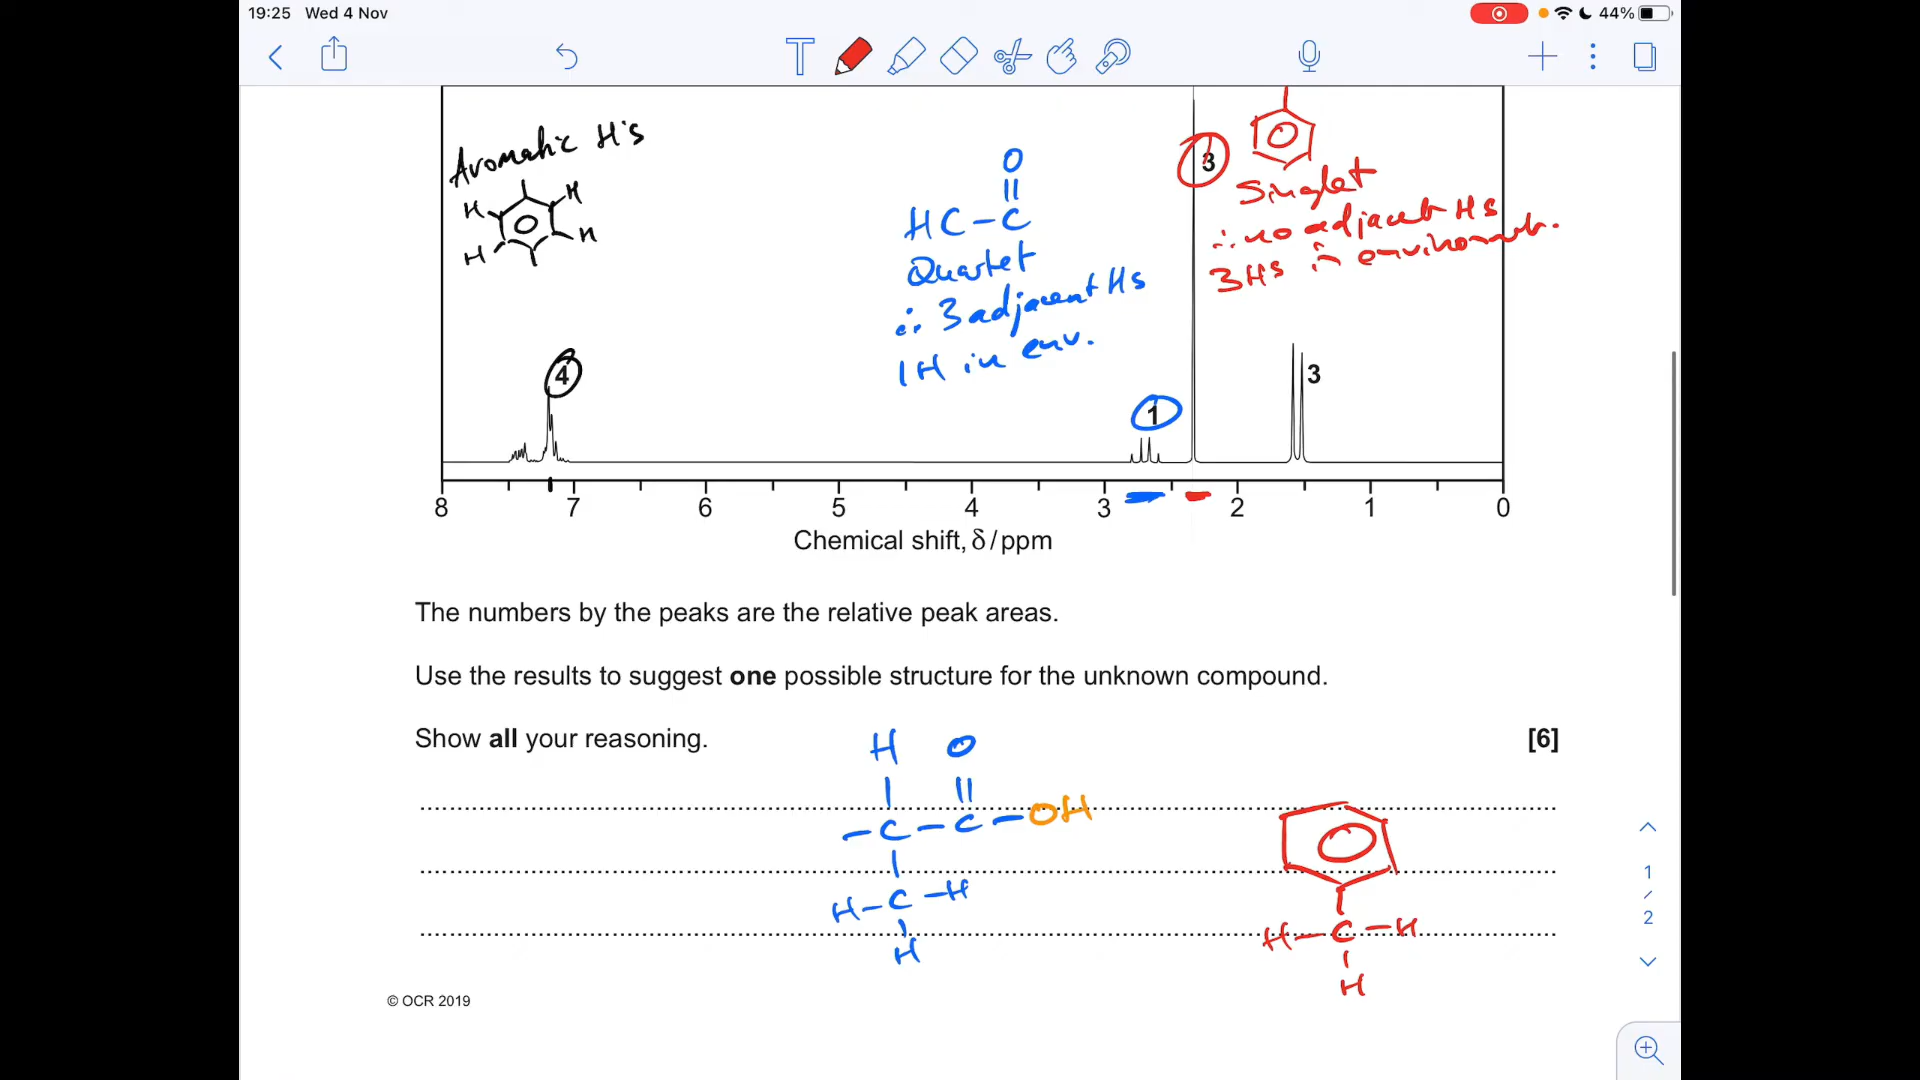 19:25 Wed 4 Nov
44%
Aromatic H's
H
H
H
H
4
O
HC-C
Quartet
∴ 3 adjacent Hs
1H in env.
1
3
Singlet
∴ no adjacent Hs
3Hs in environment.
3
8 7 6 5 4 3 2 1 0
Chemical shift, δ/ppm
The numbers by the peaks are the relative peak areas.
Use the results to suggest one possible structure for the unknown compound.
Show all your reasoning. [6]
H O
-C-C-OH
H-C-H
H
H-C-H
H
1
/
2
© OCR 2019